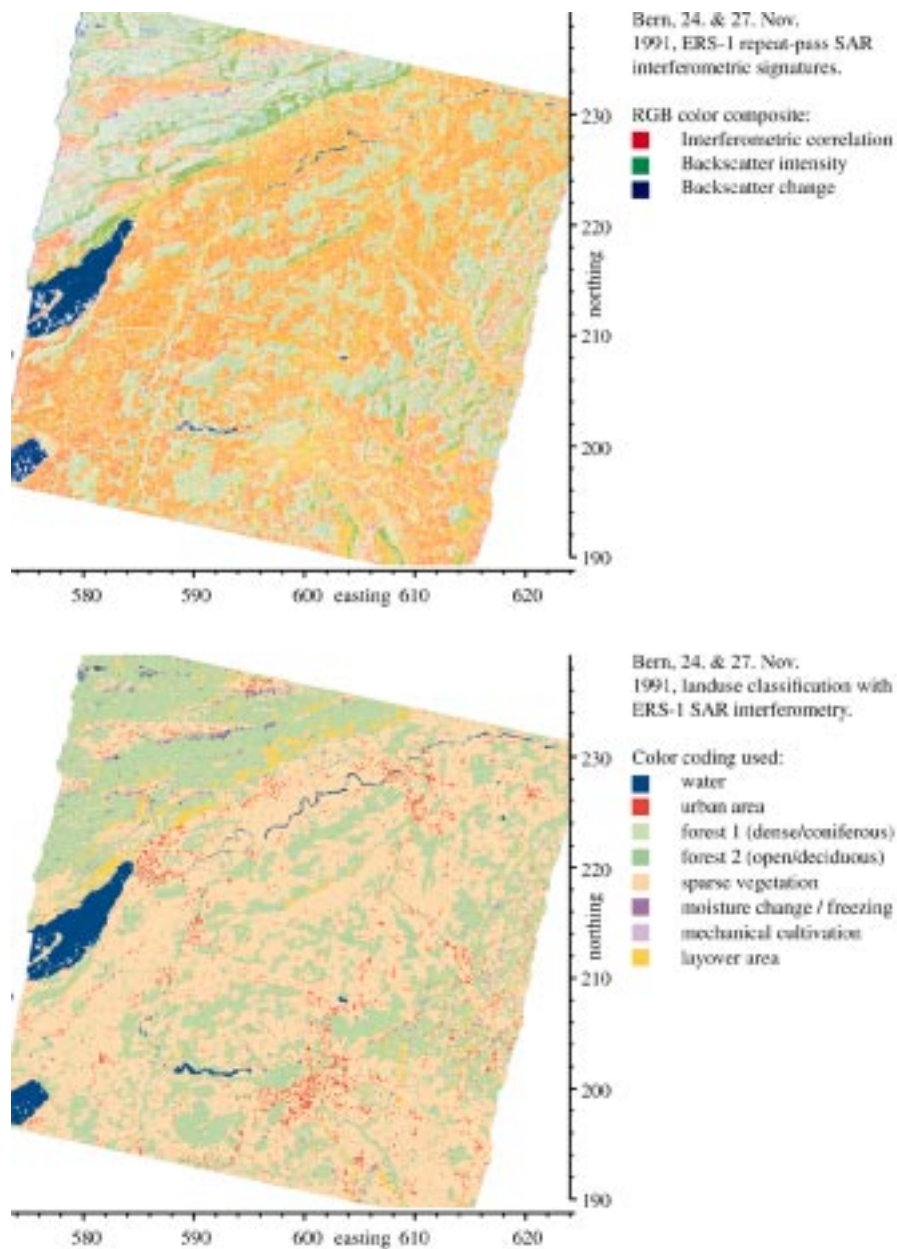 Bern, 24. & 27. Nov.
1991, ERS-1 repeat-pass SAR
interferometric signatures.
RGB color composite:
Interferometric correlation
Backscatter intensity
Backscatter change
230
220
northing
210
200
190
580 590 600 easting 610 620
Bern, 24. & 27. Nov.
1991, landuse classification with
ERS-1 SAR interferometry.
Color coding used:
water
urban area
forest 1 (dense/coniferous)
forest 2 (open/deciduous)
sparse vegetation
moisture change / freezing
mechanical cultivation
layover area
230
220
northing
210
200
190
580 590 600 easting 610 620